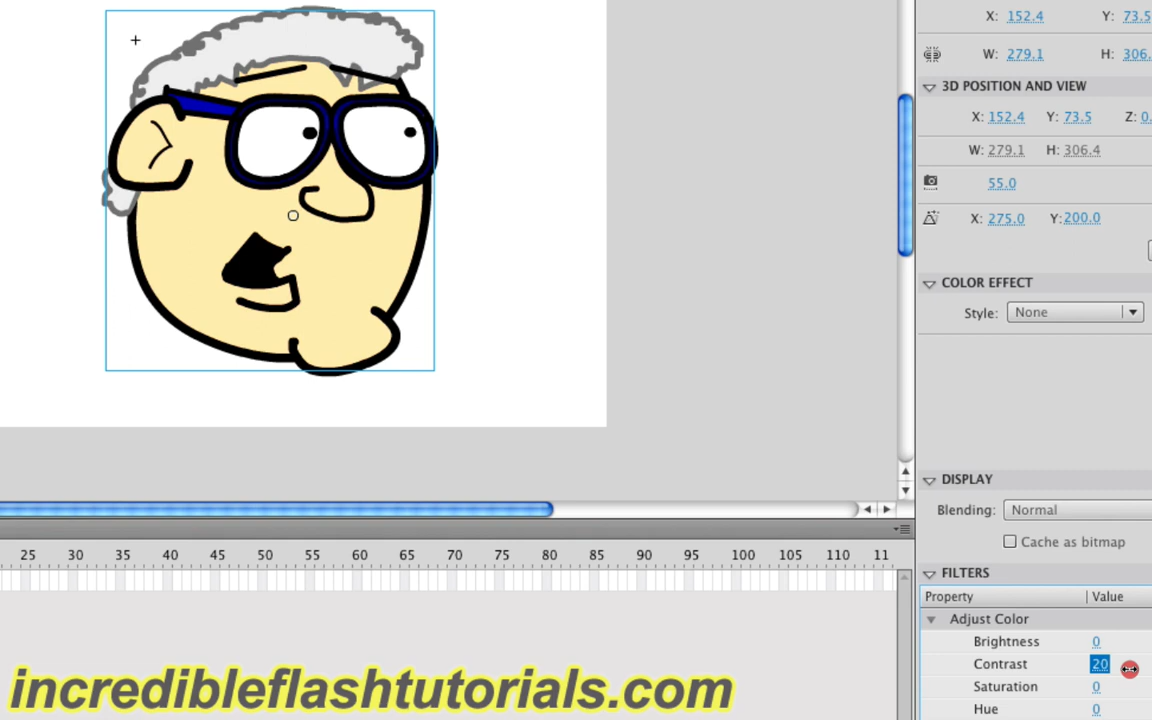 X: 152.4 Y: 73.5
W: 279.1 H: 306.
3D POSITION AND VIEW
X: 152.4 Y: 73.5 Z: 0.
W: 279.1 H: 306.4
55.0
X: 275.0 Y: 200.0
COLOR EFFECT
Style: None
DISPLAY
Blending: Normal
Cache as bitmap
25 30 35 40 45 50 55 60 65 70 75 80 85 90 95 100 105 110 11
FILTERS
Property Value
Adjust Color
Brightness 0
Contrast 20
Saturation 0
Hue 0
incredibleflashtutorials.com